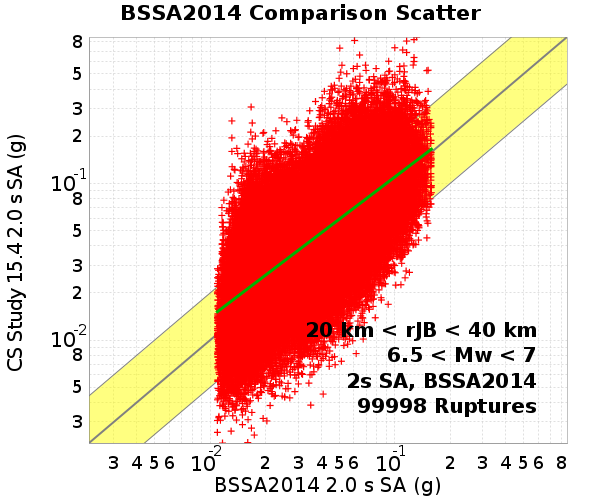 BSSA2014 Comparison Scatter
CS Study 15.4 2.0 s SA (g)
8
5
3
2
10^-1
8
5
3
2
10^-2
8
5
3
20 km < rJB < 40 km
6.5 < Mw < 7
2s SA, BSSA2014
99998 Ruptures
3 4 5 6 10^-2 2 3 4 5 6 10^-1 2 3 4 5 6 8
BSSA2014 2.0 s SA (g)